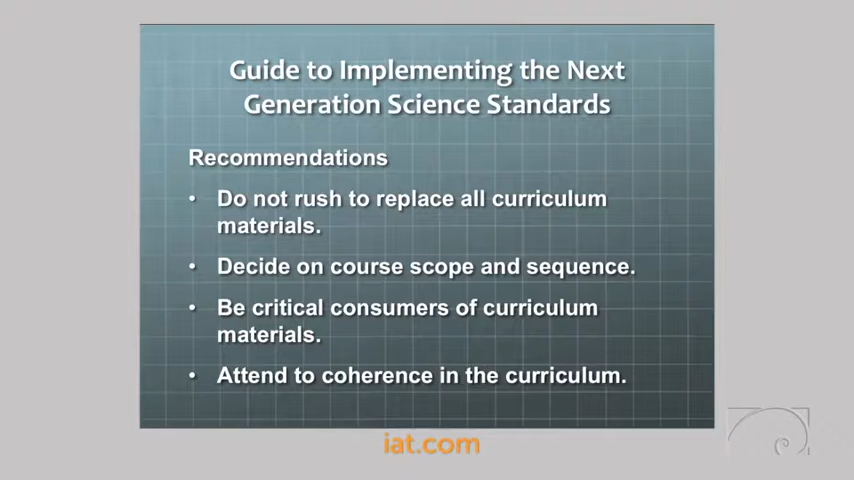 Guide to Implementing the Next
Generation Science Standards
Recommendations
• Do not rush to replace all curriculum
materials.
• Decide on course scope and sequence.
• Be critical consumers of curriculum
materials.
• Attend to coherence in the curriculum.
iat.com